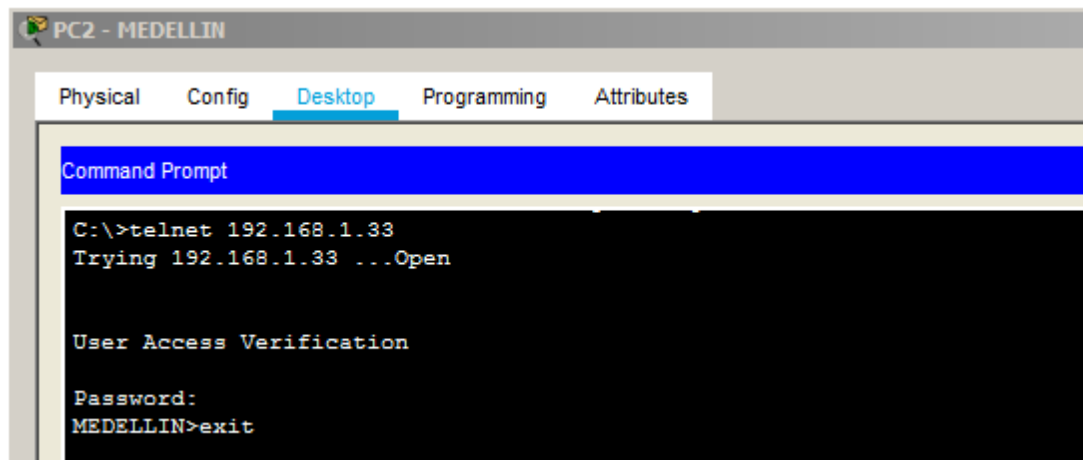 PC2 - MEDELLIN
Physical Config Desktop Programming Attributes
Command Prompt
C:\>telnet 192.168.1.33
Trying 192.168.1.33 ...Open
User Access Verification
Password:
MEDELLIN>exit